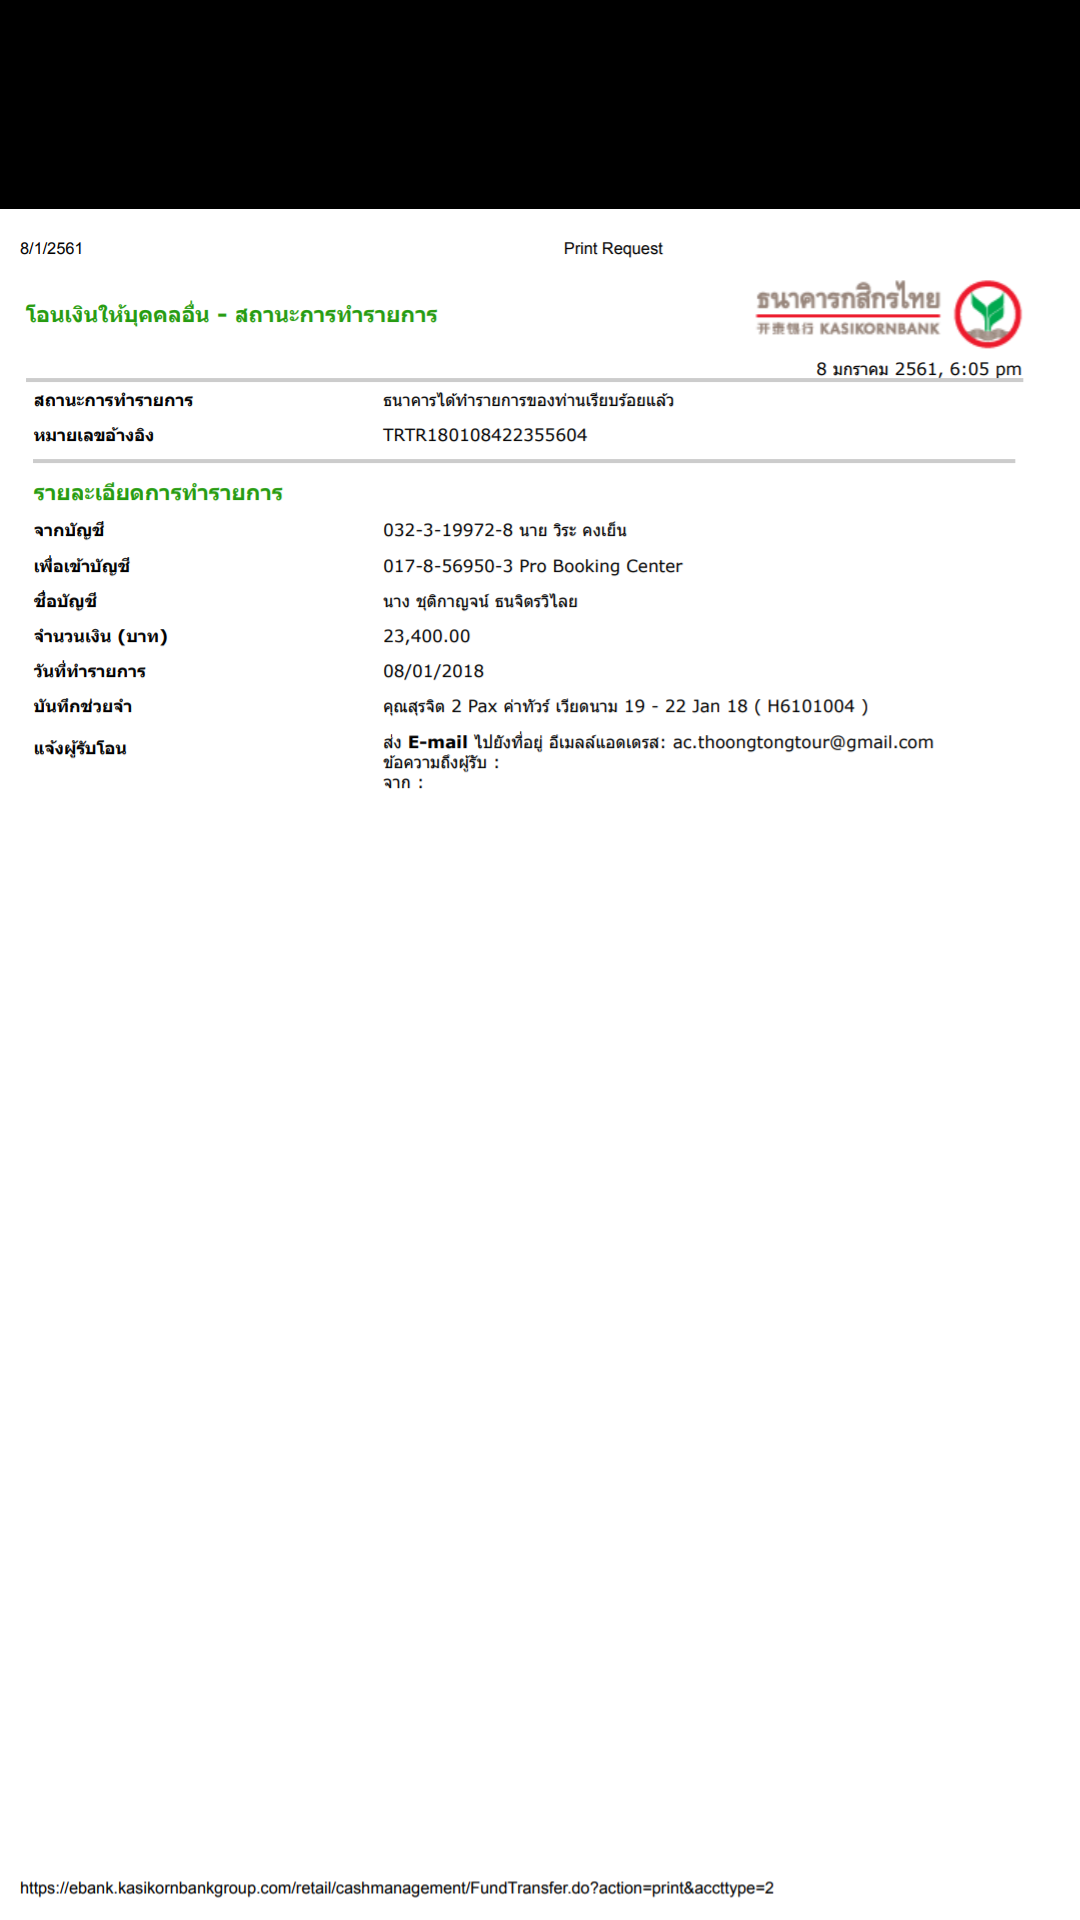 8/1/2561 Print Request
โอนเงินให้บุคคลอื่น - สถานะการทำรายการ
ธนาคารกสิกรไทย
开泰银行 KASIKORNBANK
8 มกราคม 2561, 6:05 pm
สถานะการทำรายการ ธนาคารได้ทำรายการของท่านเรียบร้อยแล้ว
หมายเลขอ้างอิง TRTR180108422355604
รายละเอียดการทำรายการ
จากบัญชี 032-3-19972-8 นาย วิระ คงเย็น
เพื่อเข้าบัญชี 017-8-56950-3 Pro Booking Center
ชื่อบัญชี นาง ชุติกาญจน์ ธนจิตรวิไลย
จำนวนเงิน (บาท) 23,400.00
วันที่ทำรายการ 08/01/2018
บันทึกช่วยจำ คุณสุรจิต 2 Pax ค่าทัวร์ เวียดนาม 19 - 22 Jan 18 ( H6101004 )
แจ้งผู้รับโอน ส่ง E-mail ไปยังที่อยู่ อีเมลล์แอดเดรส: ac.thoongtongtour@gmail.com
ข้อความถึงผู้รับ :
จาก :
https://ebank.kasikornbankgroup.com/retail/cashmanagement/FundTransfer.do?action=print&accttype=2